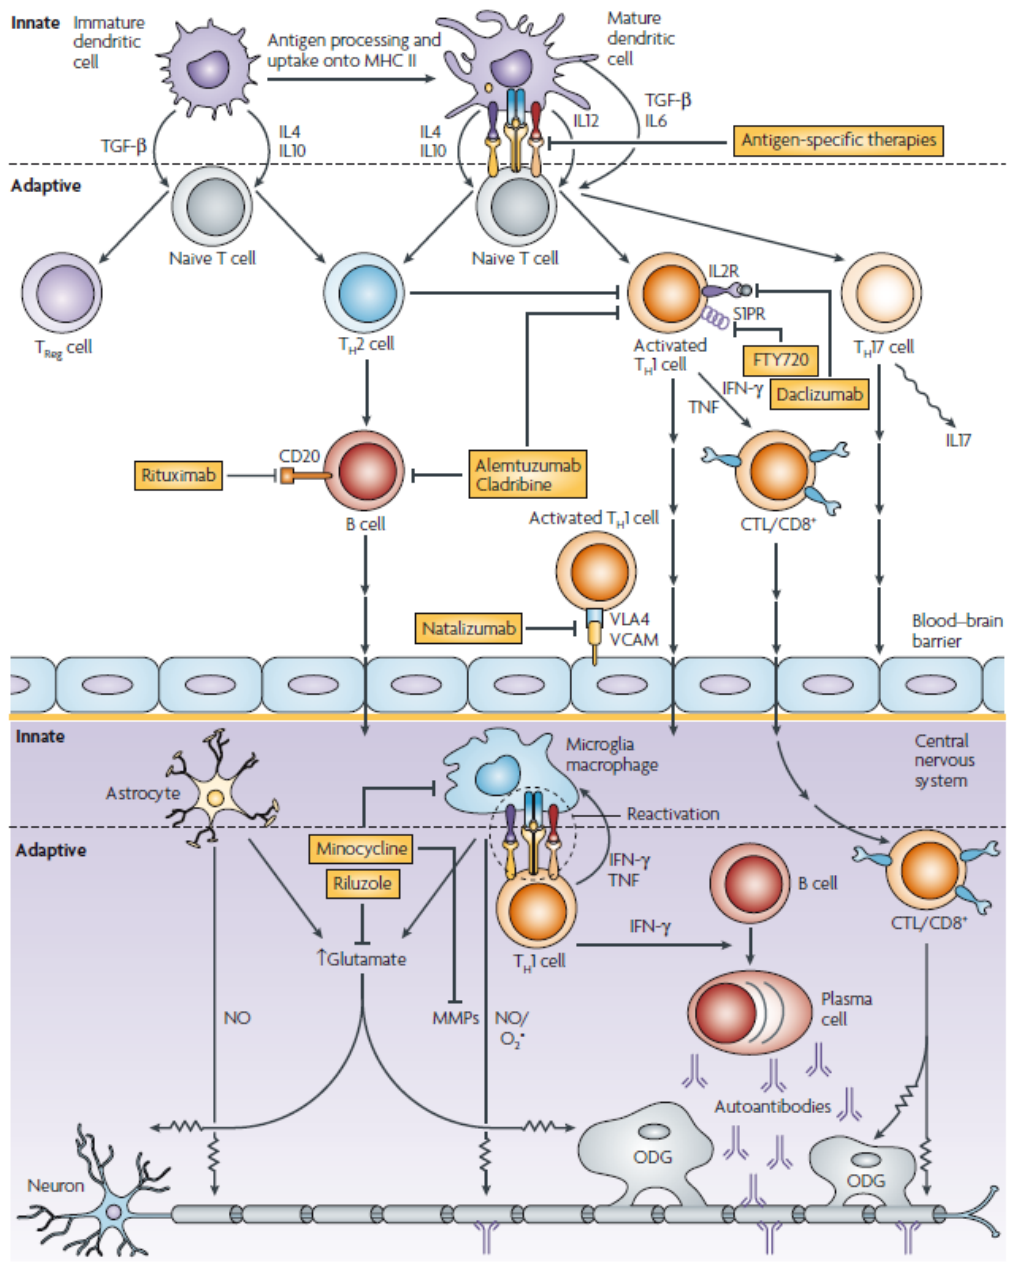 Innate
Immature
dendritic
cell
Antigen processing and
uptake onto MHC II
Mature
dendritic
cell
TGF-β
IL4
IL10
IL4
IL10
IL12
TGF-β
IL6
Antigen-specific therapies
Adaptive
Naive T cell
Naive T cell
IL2R
S1PR
TReg cell
TH2 cell
Activated
TH1 cell
FTY720
TH17 cell
IFN-γ
TNF
Daclizumab
IL17
CD20
Rituximab
Alemtuzumab
Cladribine
B cell
Activated TH1 cell
CTL/CD8+
Natalizumab
VLA4
VCAM
Blood–brain
barrier
Innate
Microglia
macrophage
Central
nervous
system
Astrocyte
Reactivation
Adaptive
Minocycline
Riluzole
IFN-γ
TNF
B cell
CTL/CD8+
IFN-γ
↑Glutamate
TH1 cell
Plasma
cell
NO
MMPs
NO/
O2•
Autoantibodies
ODG
ODG
Neuron